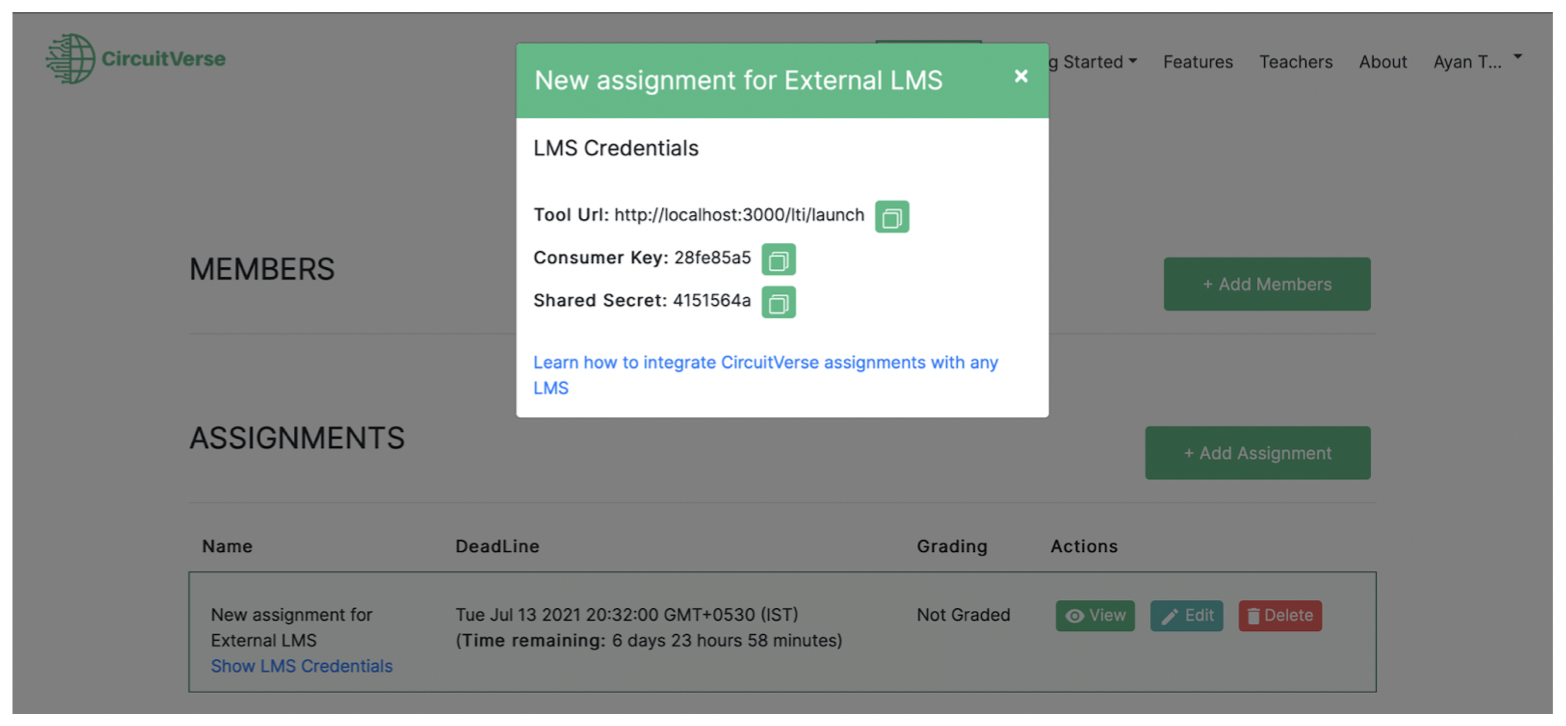 CircuitVerse
g Started
Features
Teachers
About
Ayan T...
New assignment for External LMS
×
LMS Credentials
Tool Url: http://localhost:3000/lti/launch
Consumer Key: 28fe85a5
Shared Secret: 4151564a
Learn how to integrate CircuitVerse assignments with any
LMS
MEMBERS
+ Add Members
ASSIGNMENTS
+ Add Assignment
Name DeadLine Grading Actions
New assignment for
External LMS
Show LMS Credentials
Tue Jul 13 2021 20:32:00 GMT+0530 (IST)
(Time remaining: 6 days 23 hours 58 minutes)
Not Graded
View
Edit
Delete